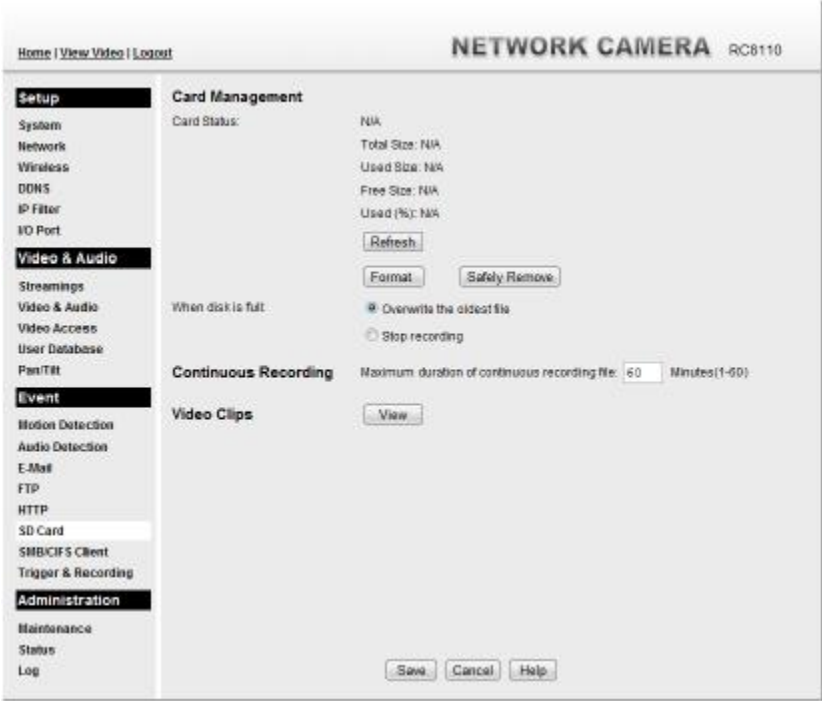 Home | View Video | Logout
NETWORK CAMERA RC8110
Setup
System
Network
Wireless
DDNS
IP Filter
I/O Port
Video & Audio
Streamings
Video & Audio
Video Access
User Database
Pan/Tilt
Event
Motion Detection
Audio Detection
E-Mail
FTP
HTTP
SD Card
SMB/CIFS Client
Trigger & Recording
Administration
Maintenance
Status
Log
Card Management
Card Status: N/A
Total Size: N/A
Used Size: N/A
Free Size: N/A
Used (%): N/A
Refresh
Format Safely Remove
When disk is full: Overwrite the oldest file
Stop recording
Continuous Recording Maximum duration of continuous recording file: 60 Minutes(1-60)
Video Clips View
Save Cancel Help